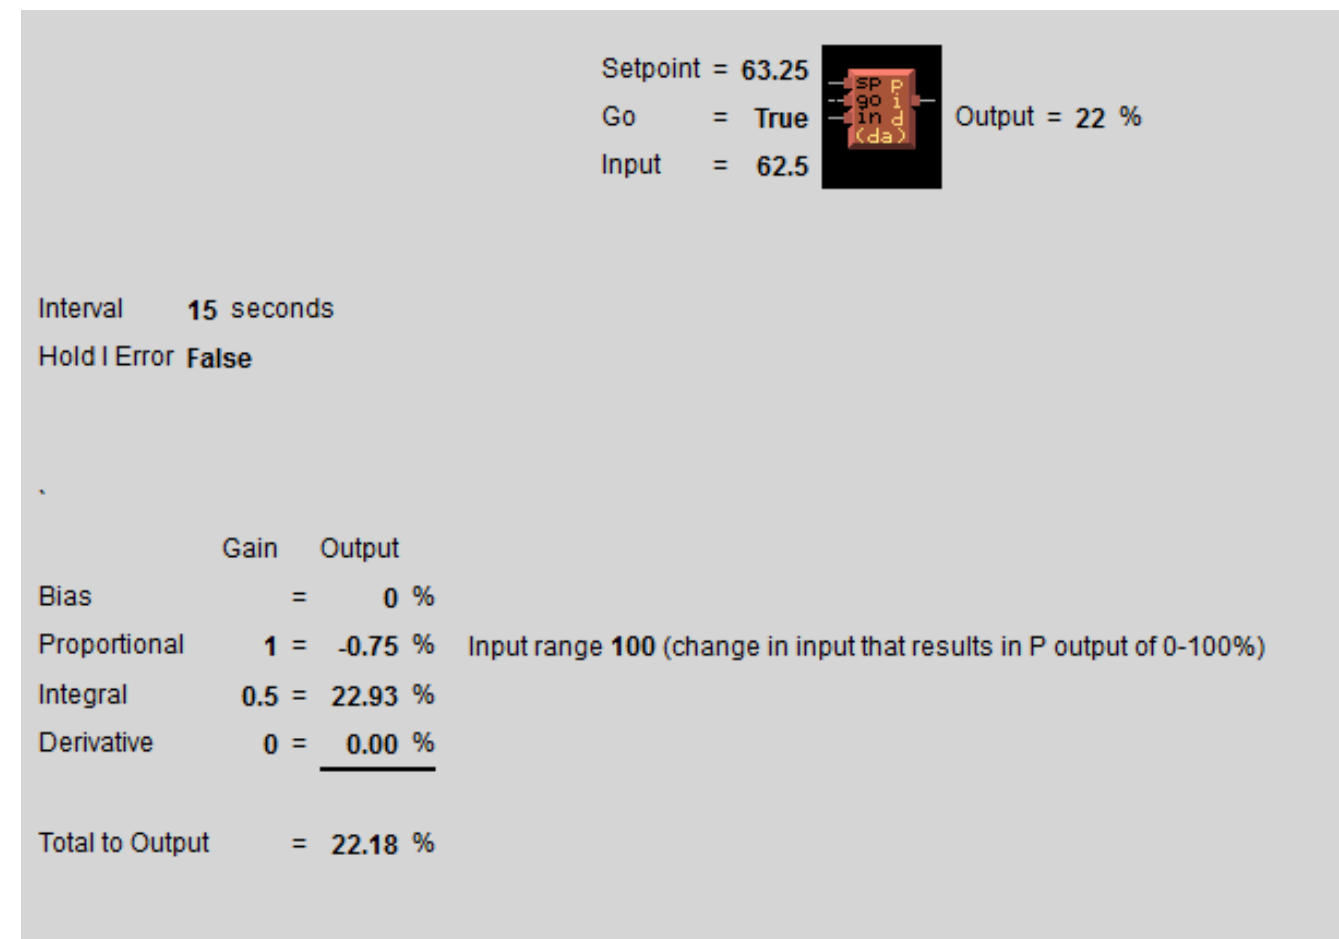 Setpoint = 63.25
Go = True
Input = 62.5
sp p
go i
in d
(da)
Output = 22 %
Interval 15 seconds
Hold I Error False
`
Gain Output
Bias = 0 %
Proportional 1 = -0.75 % Input range 100 (change in input that results in P output of 0-100%)
Integral 0.5 = 22.93 %
Derivative 0 = 0.00 %
Total to Output = 22.18 %